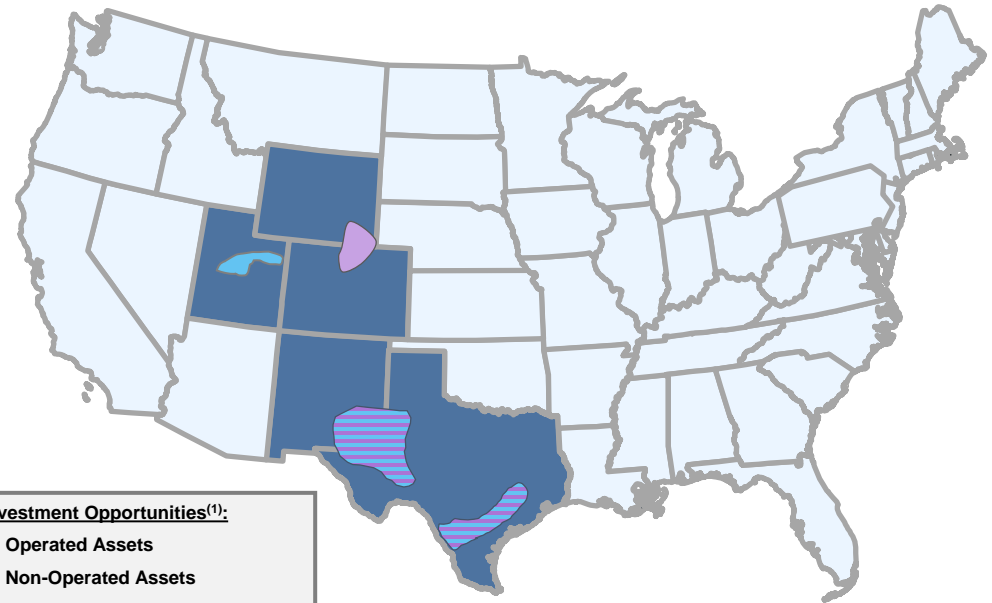 vestment Opportunities(1):
Operated Assets
Non-Operated Assets